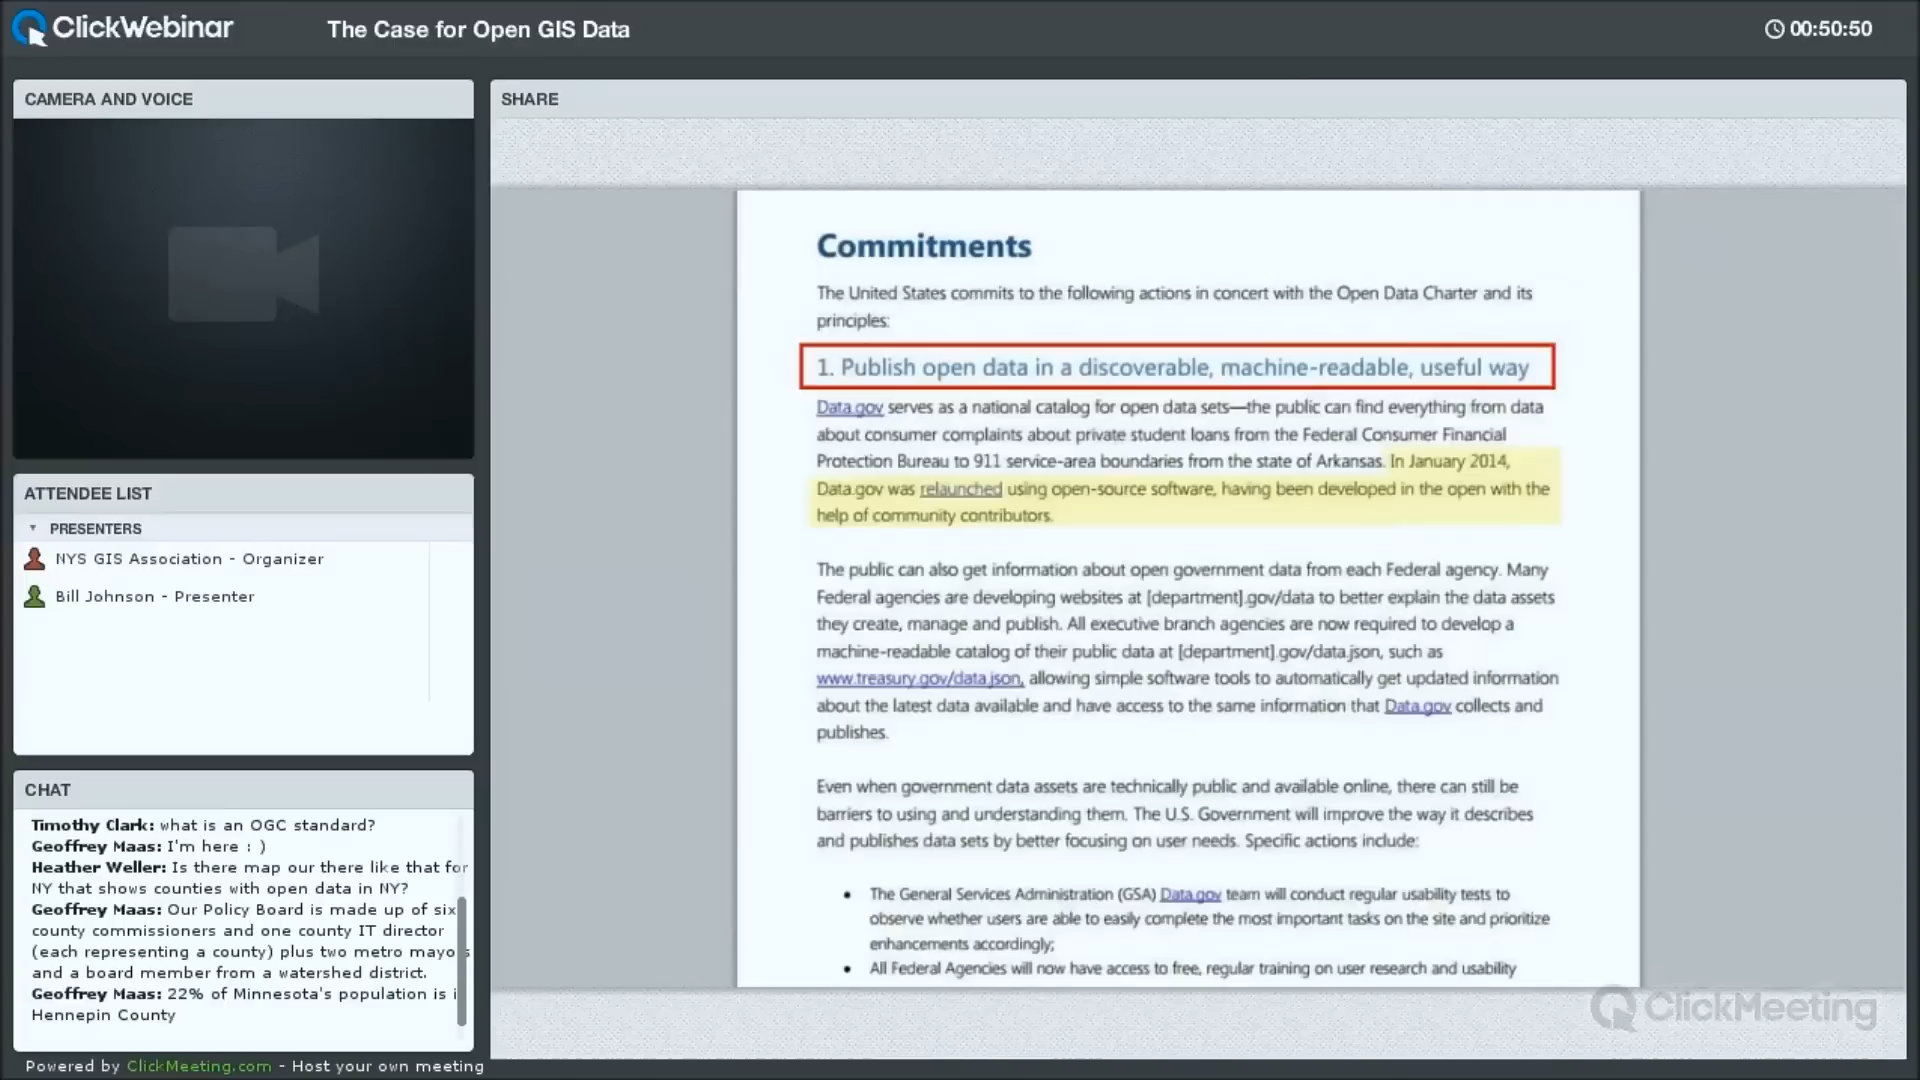 ClickWebinar
The Case for Open GIS Data
00:50:50
CAMERA AND VOICE
ATTENDEE LIST
PRESENTERS
NYS GIS Association - Organizer
Bill Johnson - Presenter
CHAT
Timothy Clark: what is an OGC standard?
Geoffrey Maas: I'm here : )
Heather Weller: Is there map our there like that for
NY that shows counties with open data in NY?
Geoffrey Maas: Our Policy Board is made up of six
county commissioners and one county IT director
(each representing a county) plus two metro mayors
and a board member from a watershed district.
Geoffrey Maas: 22% of Minnesota's population is i
Hennepin County
Powered by ClickMeeting.com - Host your own meeting
SHARE
Commitments
The United States commits to the following actions in concert with the Open Data Charter and its
principles:
1. Publish open data in a discoverable, machine-readable, useful way
Data.gov serves as a national catalog for open data sets—the public can find everything from data
about consumer complaints about private student loans from the Federal Consumer Financial
Protection Bureau to 911 service-area boundaries from the state of Arkansas. In January 2014,
Data.gov was relaunched using open-source software, having been developed in the open with the
help of community contributors.
The public can also get information about open government data from each Federal agency. Many
Federal agencies are developing websites at [department].gov/data to better explain the data assets
they create, manage and publish. All executive branch agencies are now required to develop a
machine-readable catalog of their public data at [department].gov/data.json, such as
www.treasury.gov/data.json, allowing simple software tools to automatically get updated information
about the latest data available and have access to the same information that Data.gov collects and
publishes.
Even when government data assets are technically public and available online, there can still be
barriers to using and understanding them. The U.S. Government will improve the way it describes
and publishes data sets by better focusing on user needs. Specific actions include:
• The General Services Administration (GSA) Data.gov team will conduct regular usability tests to
observe whether users are able to easily complete the most important tasks on the site and prioritize
enhancements accordingly;
• All Federal Agencies will now have access to free, regular training on user research and usability
ClickMeeting